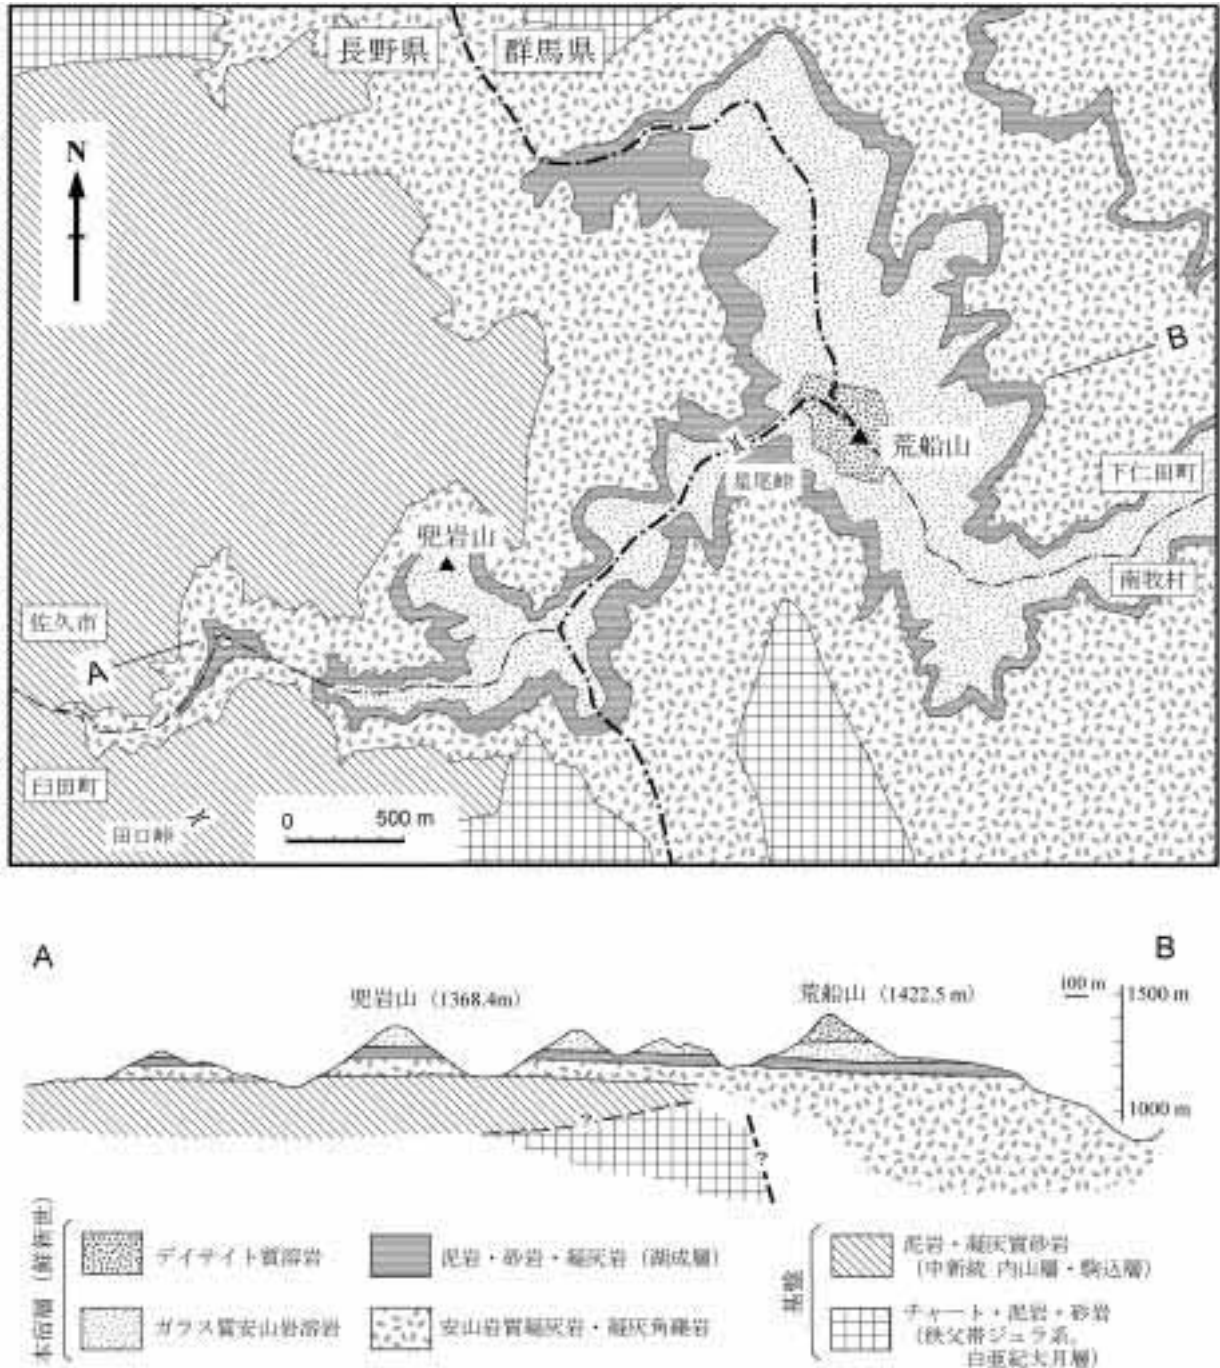 長野県
群馬県
N
B
荒船山
下仁田町
星尾峠
兜岩山
南牧村
佐久市
A
臼田町
田口峠
0 500 m
A
B
兜岩山 (1368.4m)
荒船山 (1422.5 m)
100 m
1500 m
1000 m
?
?
本宿層 (鮮新世)
デイサイト質溶岩
泥岩・砂岩・凝灰岩 (湖成層)
ガラス質安山岩溶岩
安山岩質凝灰岩・凝灰角礫岩
基盤
泥岩・凝灰質砂岩
(中新統 内山層・駒込層)
チャート・泥岩・砂岩
(秩父帯ジュラ系,
白亜紀大月層)